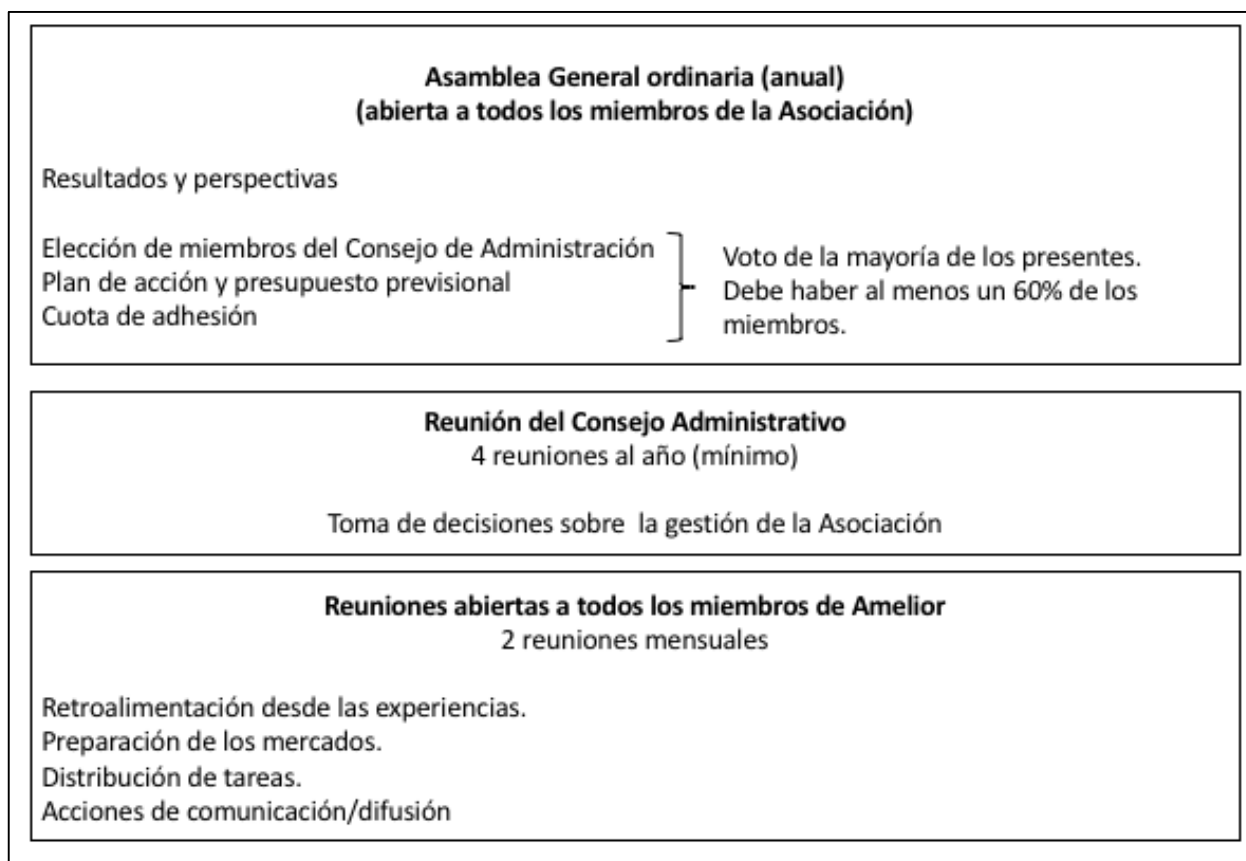 Asamblea General ordinaria (anual)
(abierta a todos los miembros de la Asociación)
Resultados y perspectivas
Elección de miembros del Consejo de Administración
Plan de acción y presupuesto previsional
Cuota de adhesión
Voto de la mayoría de los presentes.
Debe haber al menos un 60% de los
miembros.
Reunión del Consejo Administrativo
4 reuniones al año (mínimo)
Toma de decisiones sobre la gestión de la Asociación
Reuniones abiertas a todos los miembros de Amelior
2 reuniones mensuales
Retroalimentación desde las experiencias.
Preparación de los mercados.
Distribución de tareas.
Acciones de comunicación/difusión